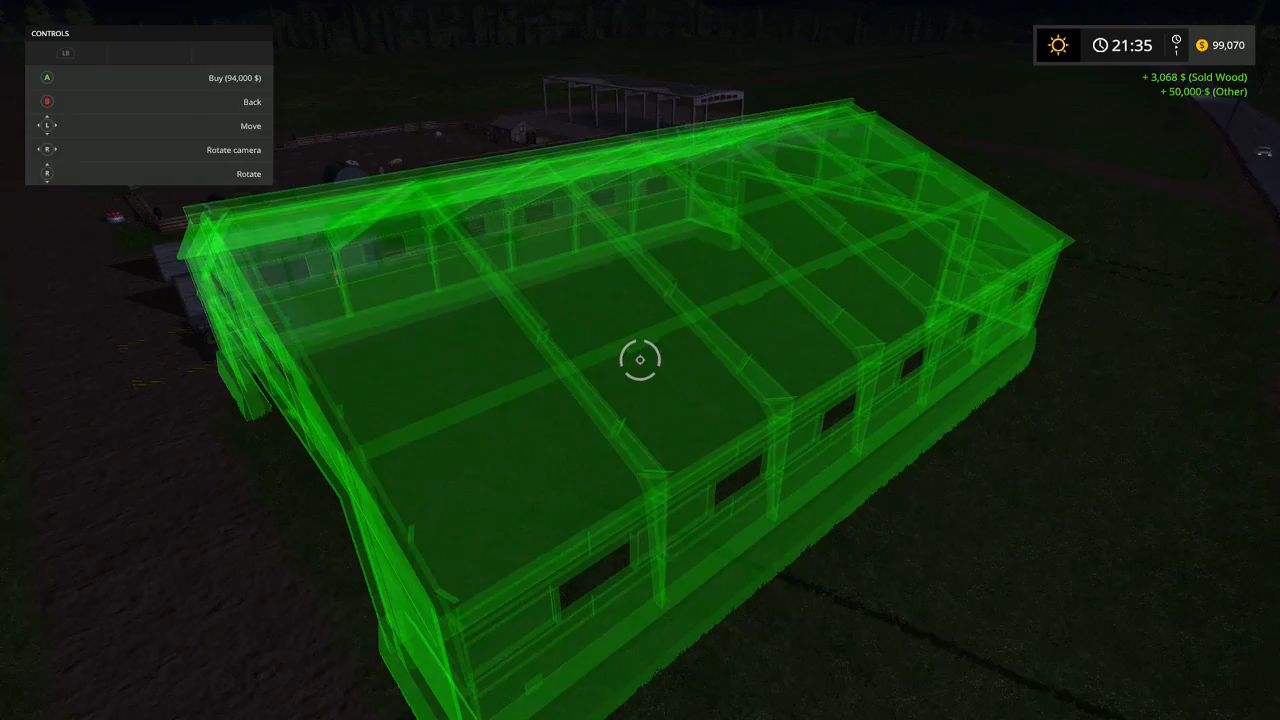 CONTROLS
LB
A Buy (94,000 $)
B Back
L Move
R Rotate camera
R Rotate
21:35
1
$ 99,070
+ 3,068 $ (Sold Wood)
+ 50,000 $ (Other)